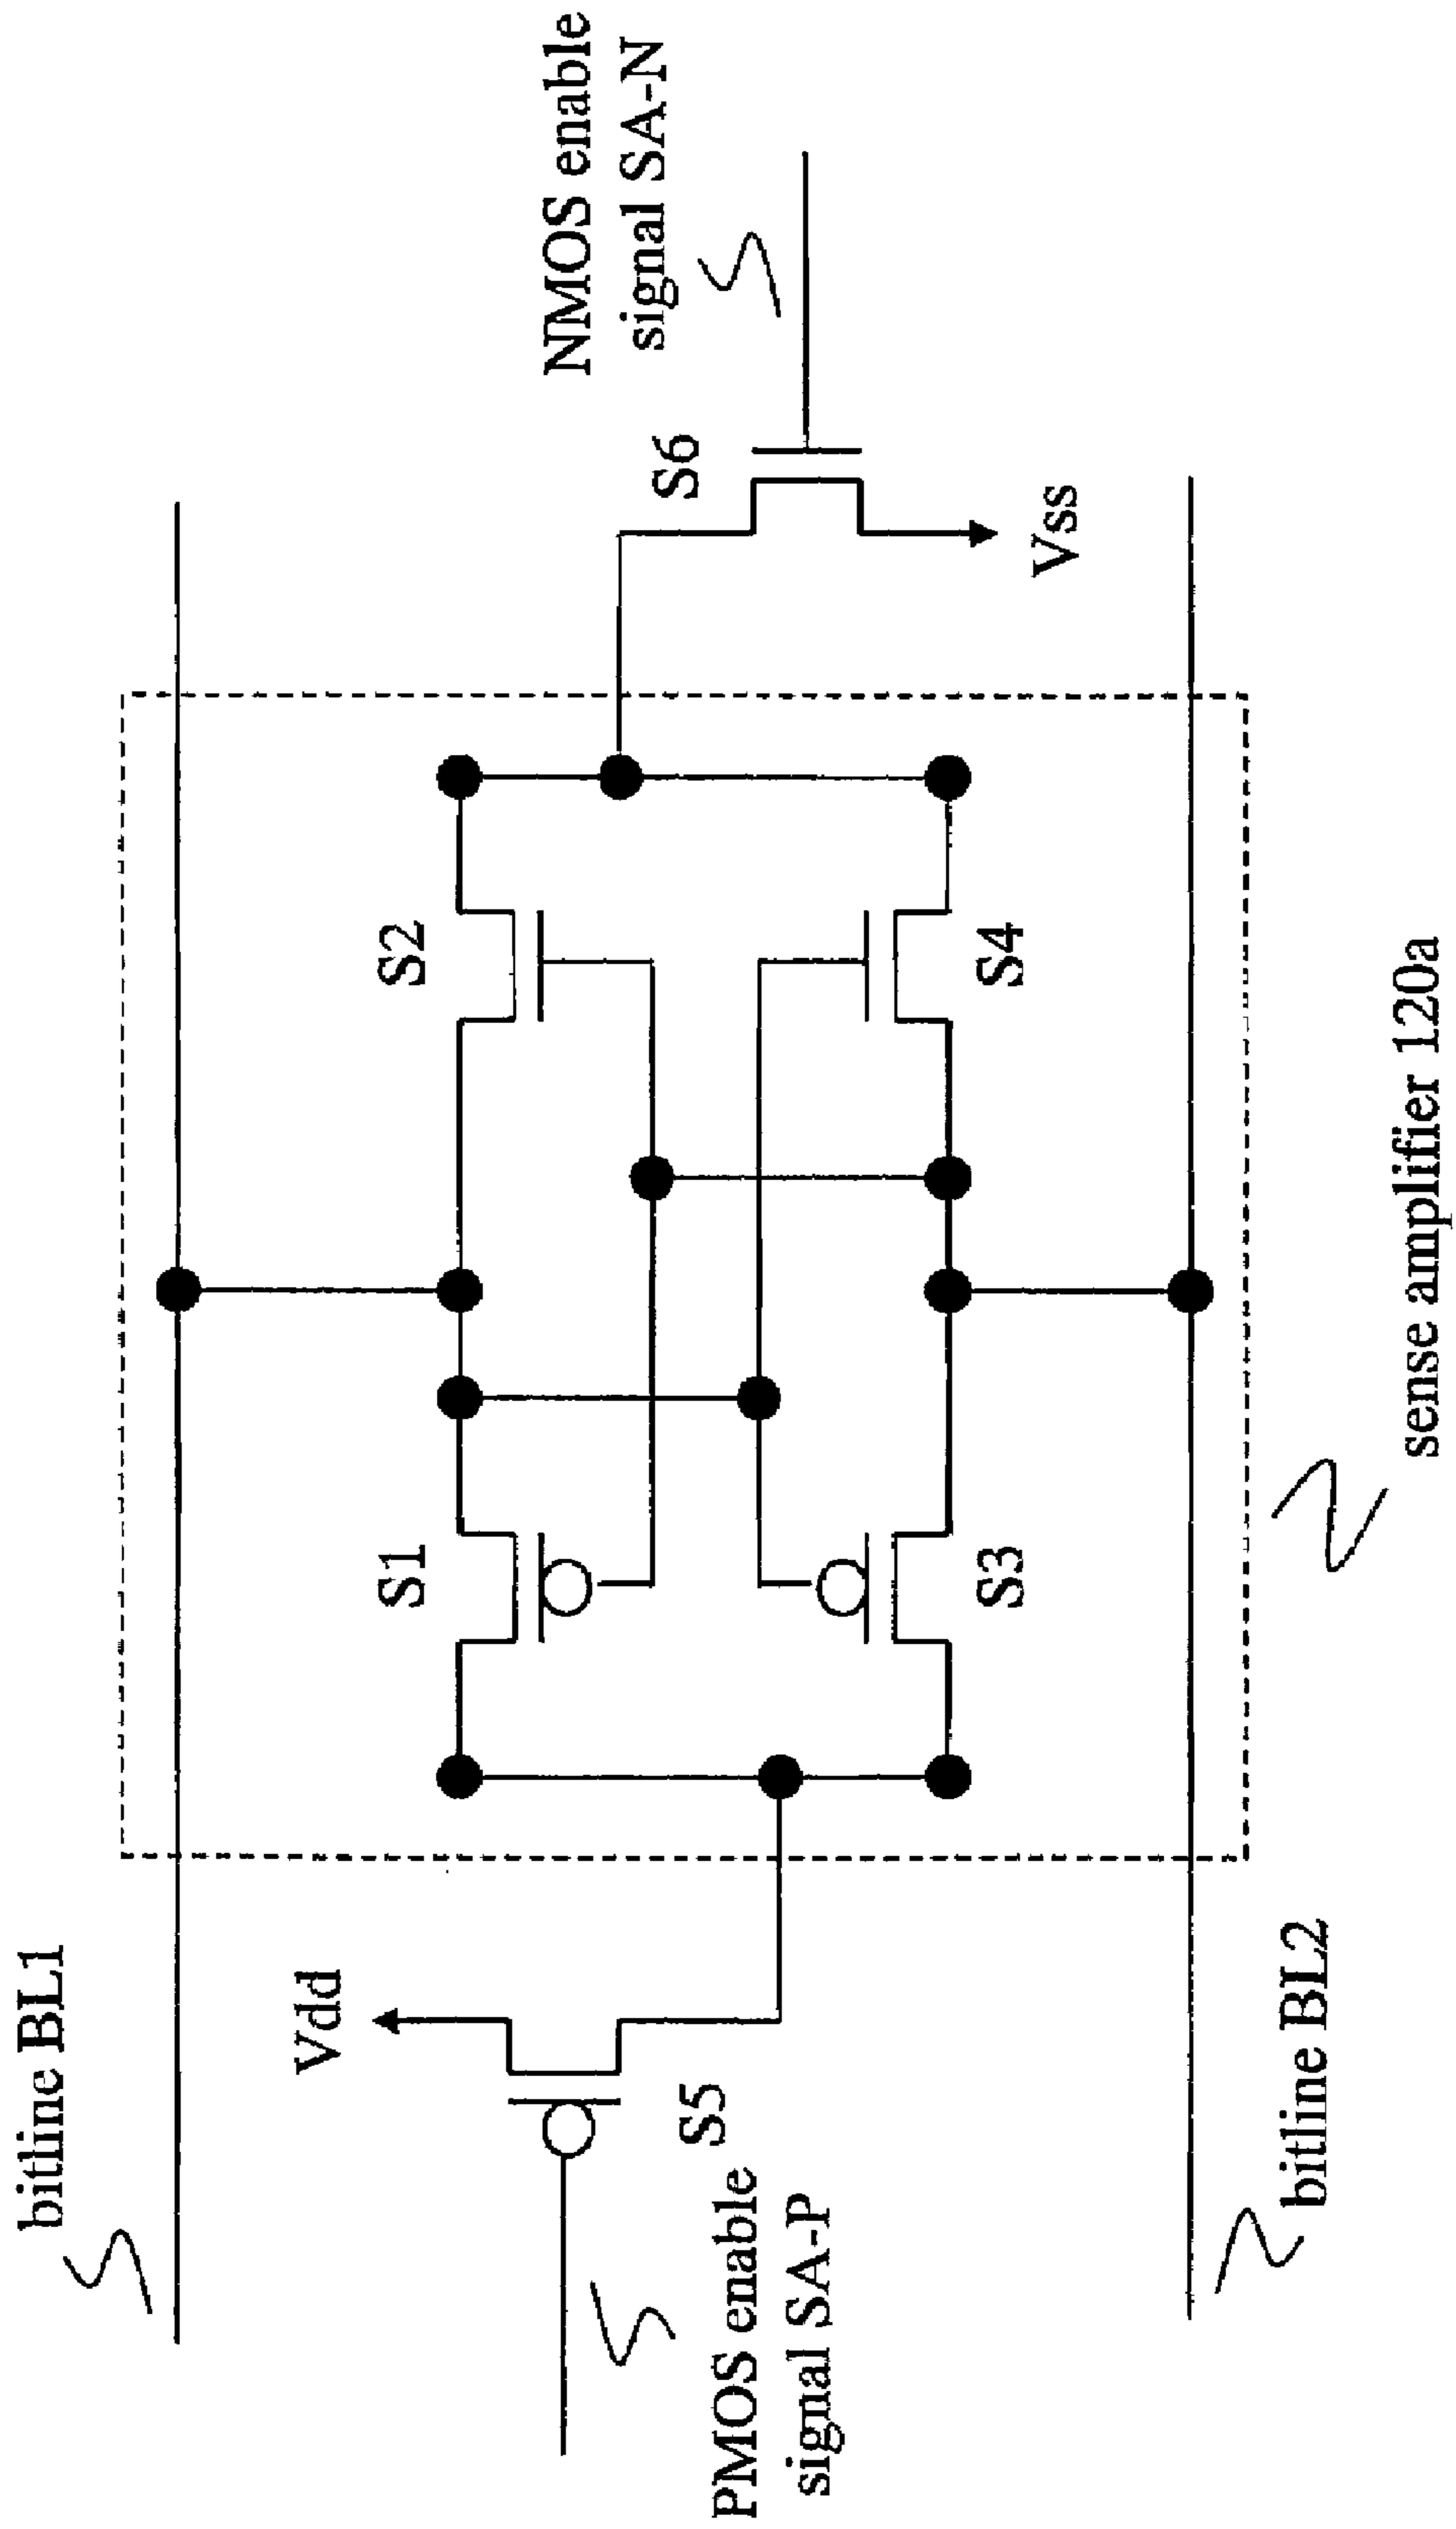 bitline BL1
Vdd
S5
PMOS enable
signal SA-P
bitline BL2
S1
S2
S3
S4
sense amplifier 120a
NMOS enable
signal SA-N
S6
Vss